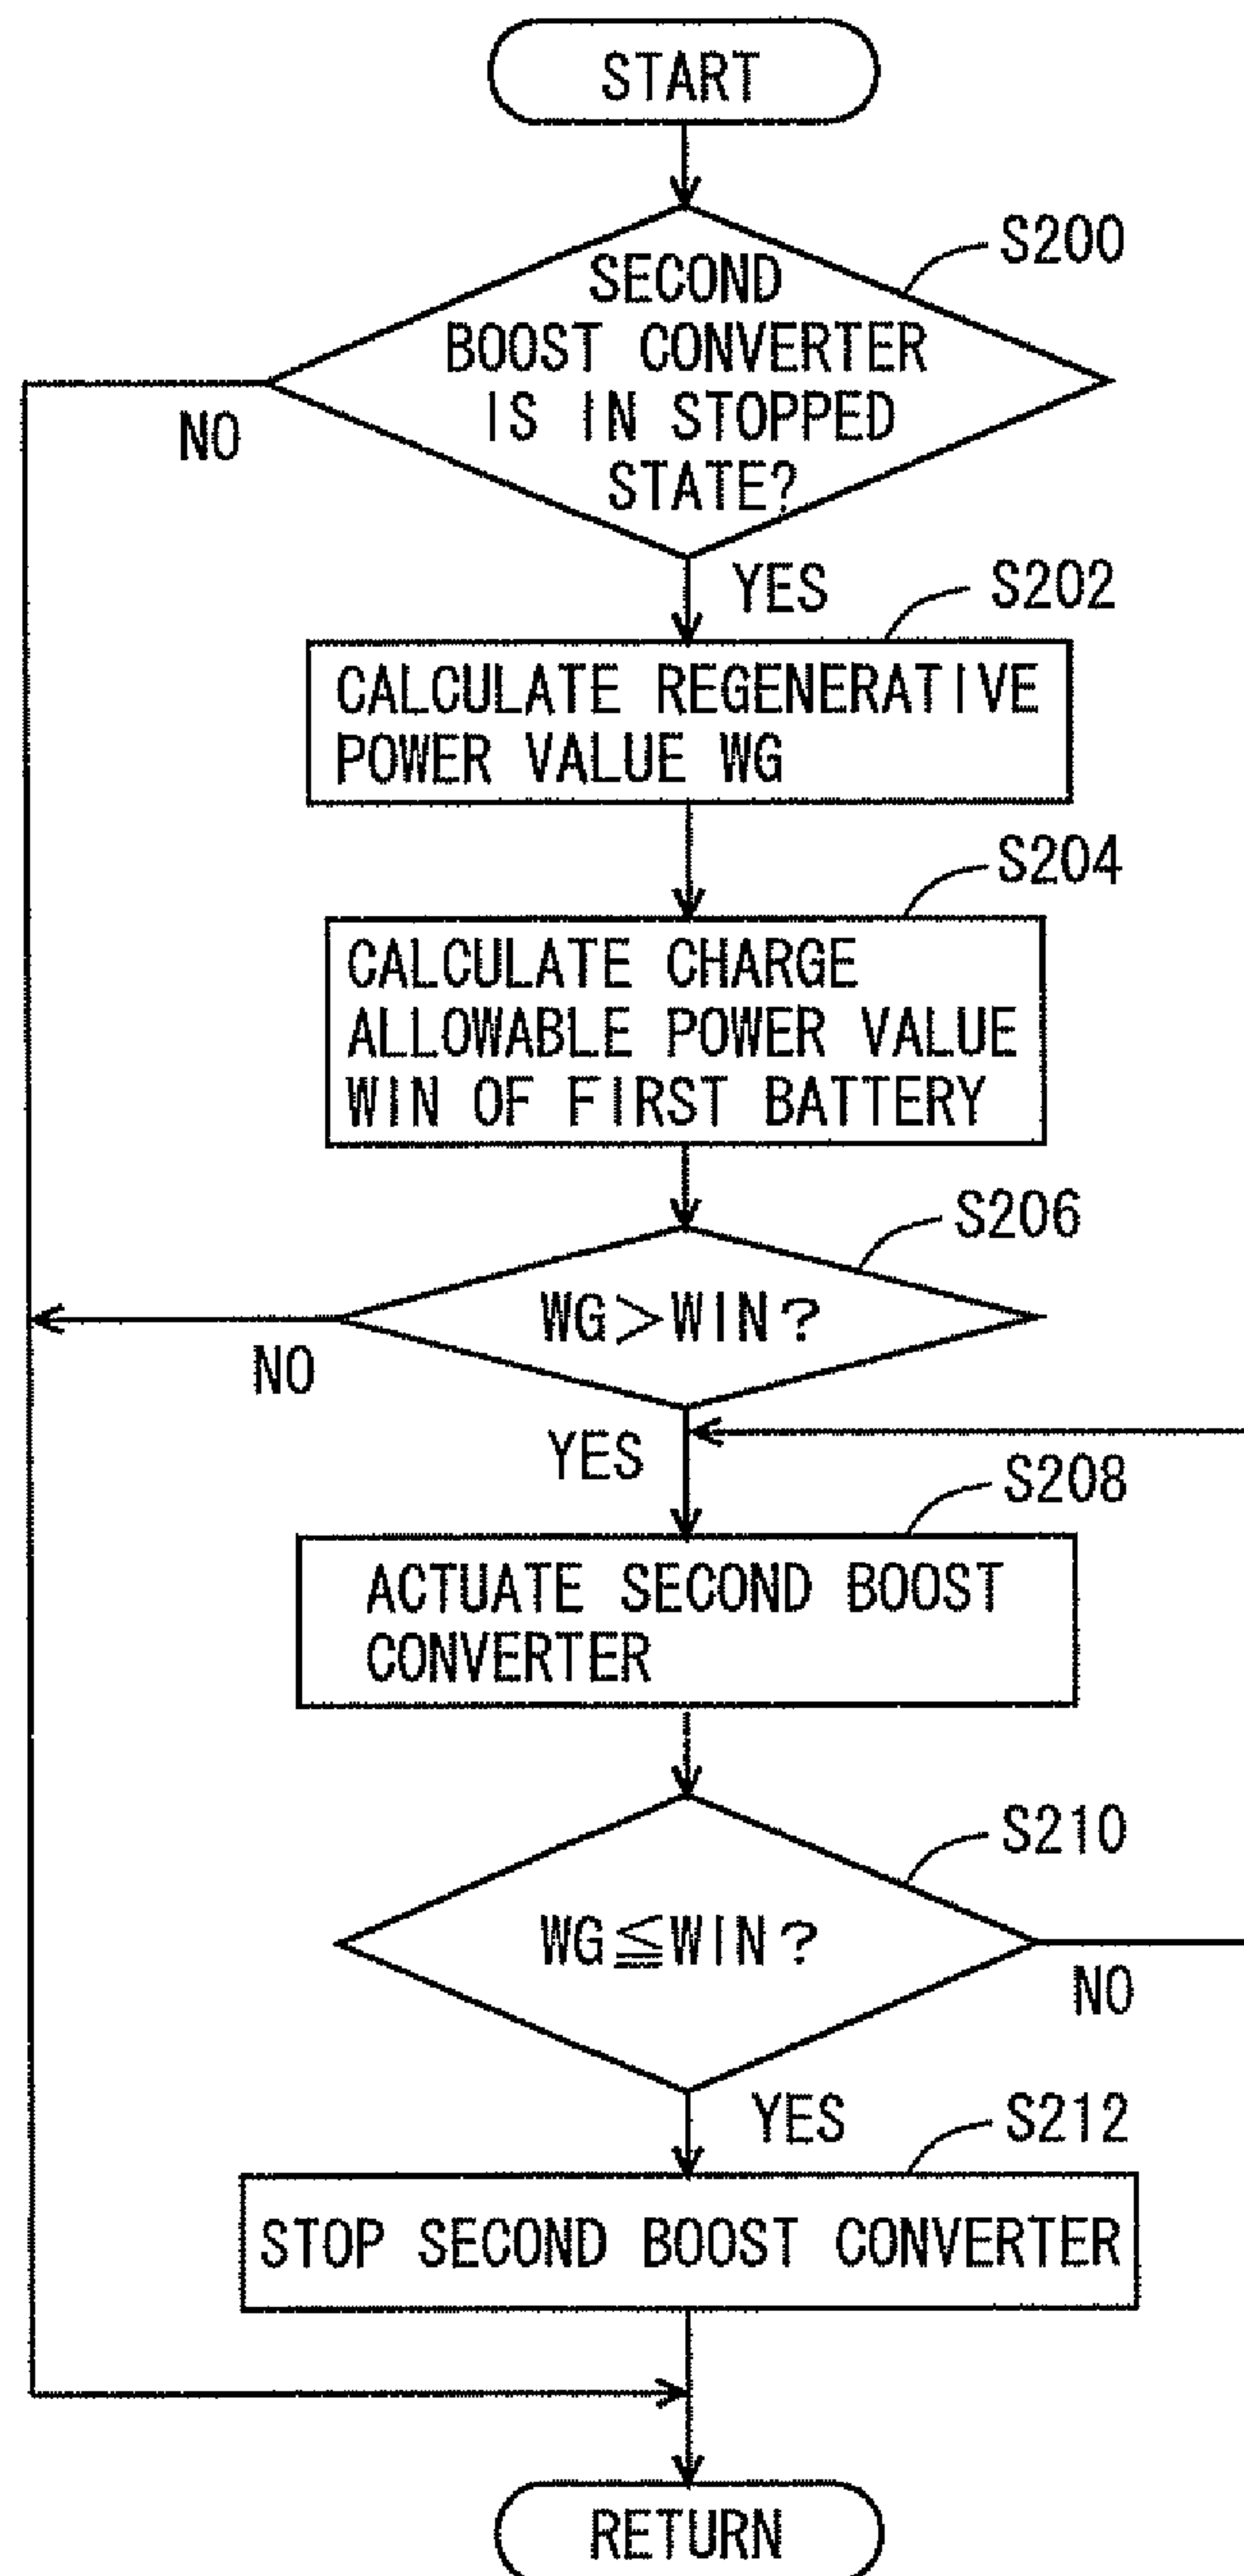 START
S200
SECOND
BOOST CONVERTER
IS IN STOPPED
STATE?
NO
YES
S202
CALCULATE REGENERATIVE
POWER VALUE WG
S204
CALCULATE CHARGE
ALLOWABLE POWER VALUE
WIN OF FIRST BATTERY
S206
WG>WIN?
NO
YES
S208
ACTUATE SECOND BOOST
CONVERTER
S210
WG≦WIN?
NO
YES
S212
STOP SECOND BOOST CONVERTER
RETURN